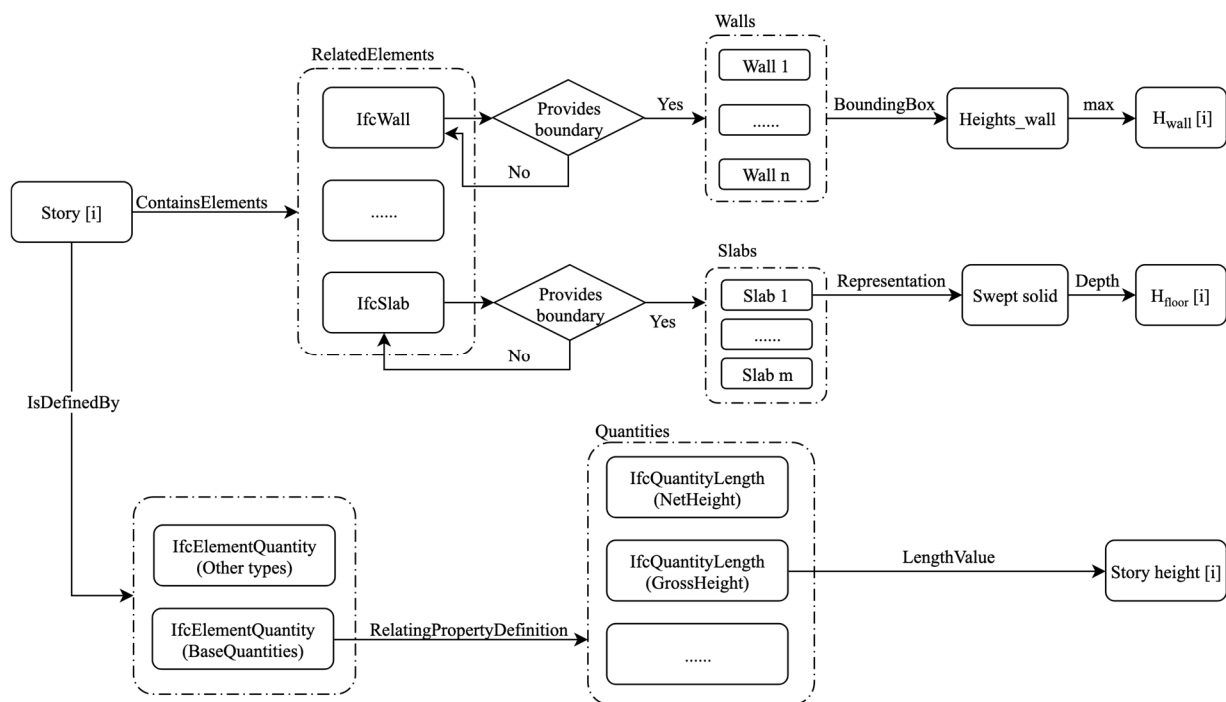 Walls
RelatedElements
Wall 1
IfcWall
Provides
boundary
Yes
......
BoundingBox
Heights_wall
max
Hwall [i]
No
Wall n
Story [i]
ContainsElements
......
Slabs
IfcSlab
Provides
boundary
Yes
Slab 1
Representation
Swept solid
Depth
Hfloor [i]
......
No
Slab m
IsDefinedBy
Quantities
IfcQuantityLength
(NetHeight)
IfcElementQuantity
(Other types)
IfcQuantityLength
(GrossHeight)
LengthValue
Story height [i]
IfcElementQuantity
(BaseQuantities)
RelatingPropertyDefinition
......